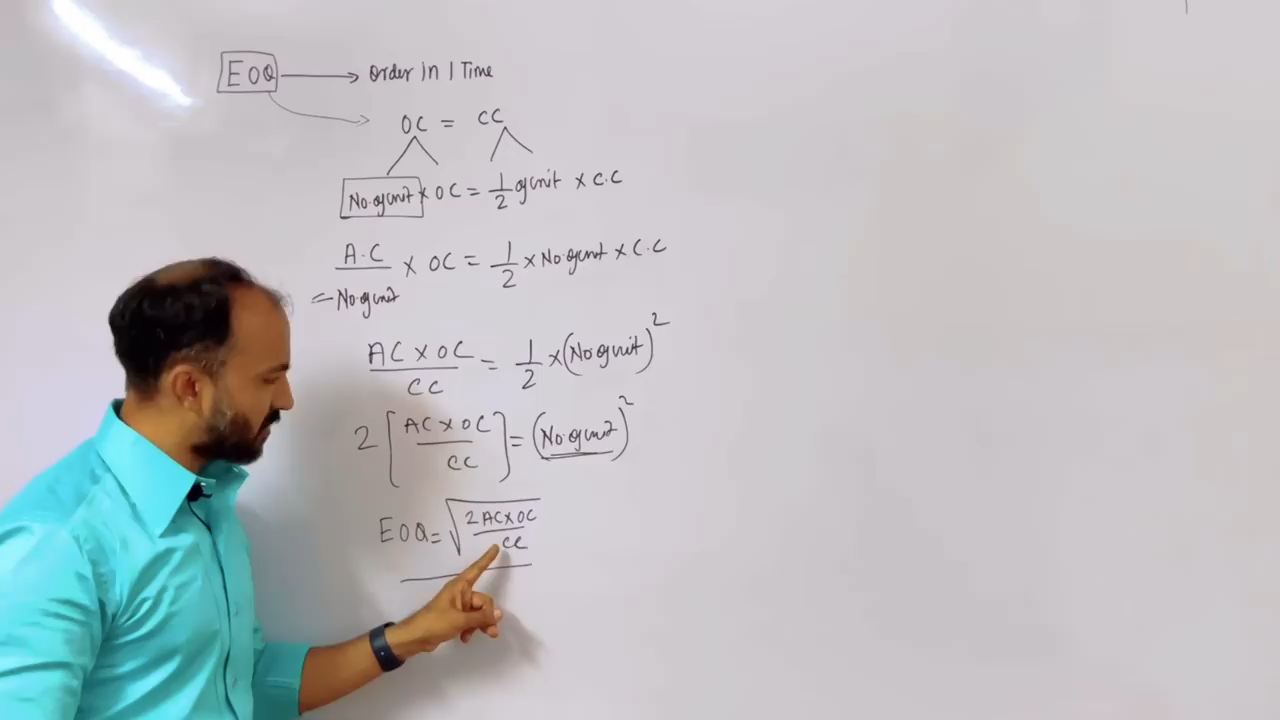 EOQ → Order In 1 Time
OC = CC
No. of unit × OC = 1/2 of unit × C.C
A.C / No. of unit × OC = 1/2 × No. of unit × C.C
AC × OC / CC = 1/2 × (No. of unit)²
2 [AC × OC / CC] = (No. of unit)²
EOQ = √(2 AC × OC / CC)